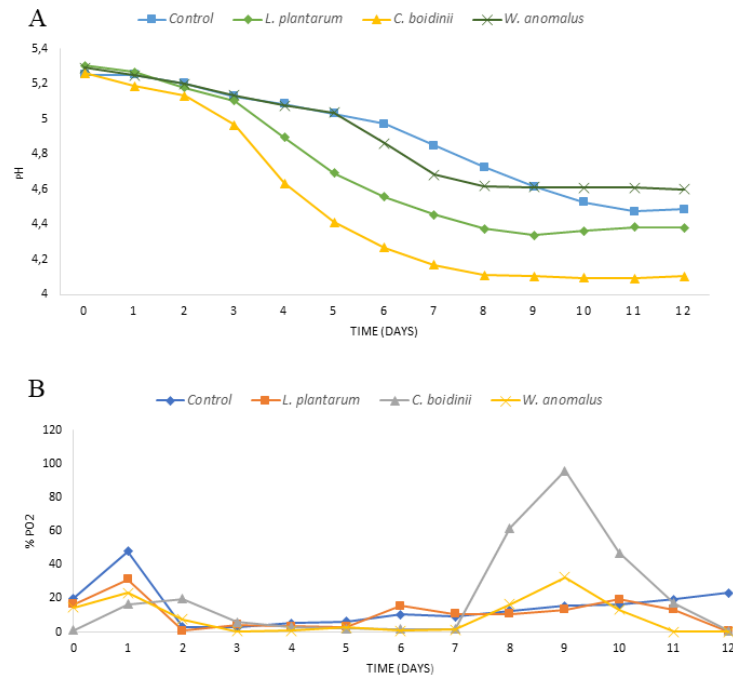 A
Control L. plantarum C. boidinii W. anomalus
5,4
5,2
5
4,8
4,6
4,4
4,2
4
pH
0 1 2 3 4 5 6 7 8 9 10 11 12
TIME (DAYS)
B
Control L. plantarum C. boidinii W. anomalus
120
100
80
60
40
20
0
% PO2
0 1 2 3 4 5 6 7 8 9 10 11 12
TIME (DAYS)